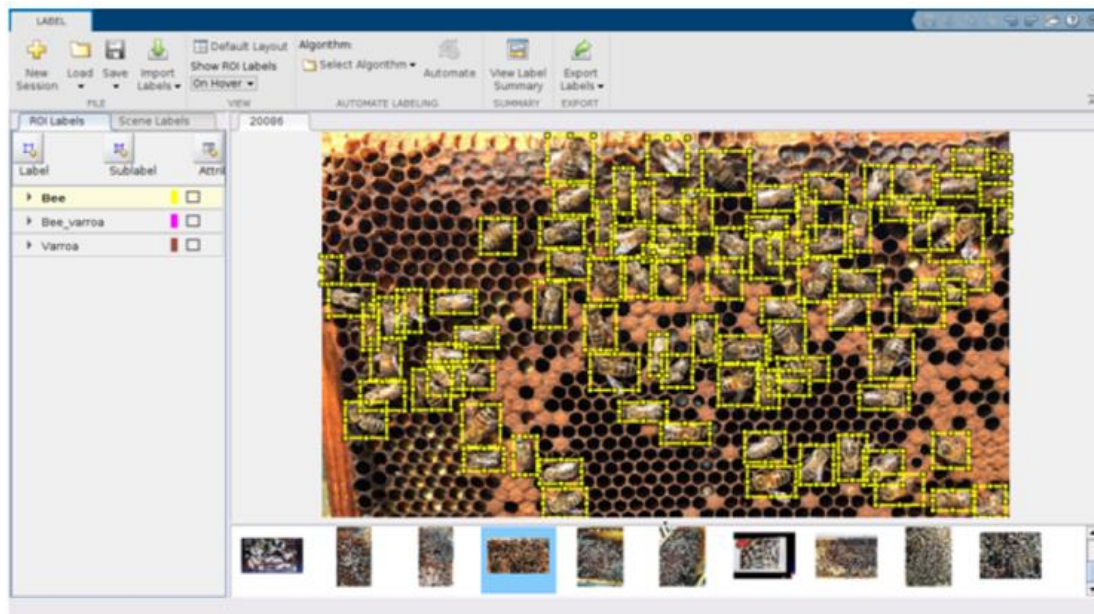 LABEL
New Session
Load
Save
Import Labels
FILE
Default Layout
Show ROI Labels
On Hover
VIEW
Algorithm:
Select Algorithm
Automate
AUTOMATE LABELING
View Label Summary
SUMMARY
Export Labels
EXPORT
ROI Labels
Scene Labels
20086
Label
Sublabel
Attri
Bee
Bee_varroa
Varroa